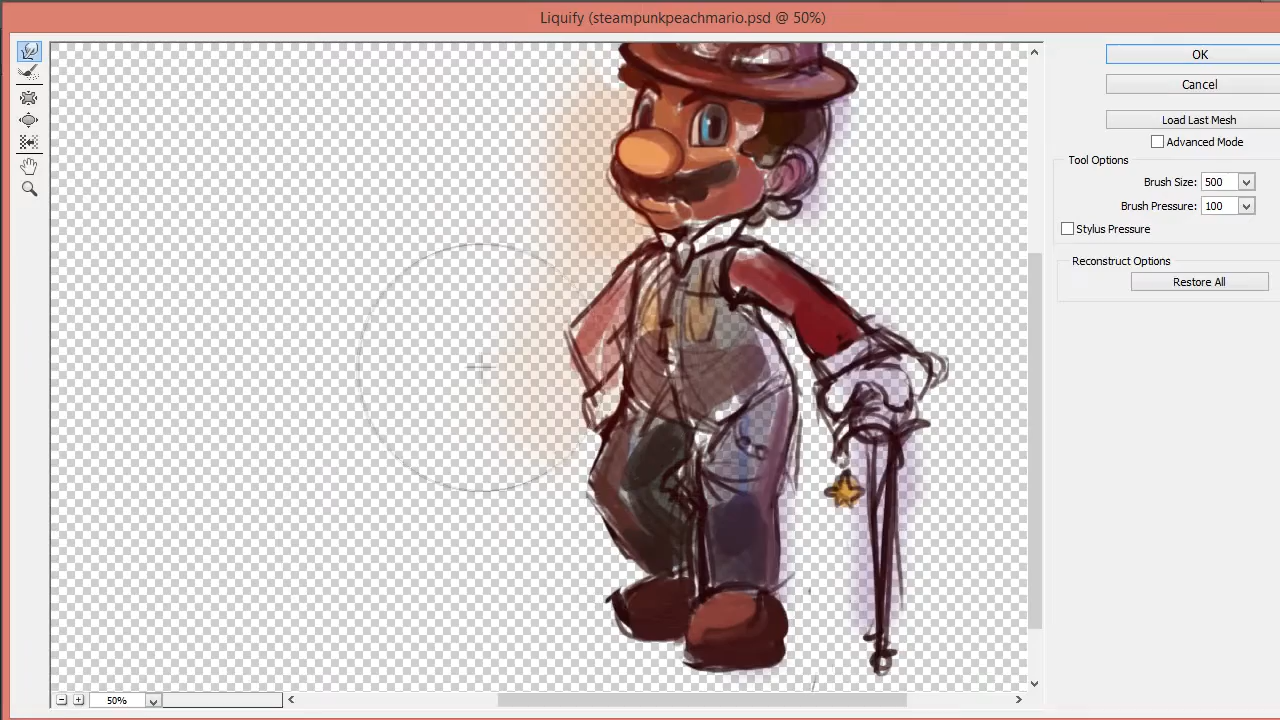 Liquify (steampunkpeachmario.psd @ 50%)
OK
Cancel
Load Last Mesh
Advanced Mode
Tool Options
Brush Size: 500
Brush Pressure: 100
Stylus Pressure
Reconstruct Options
Restore All
50%